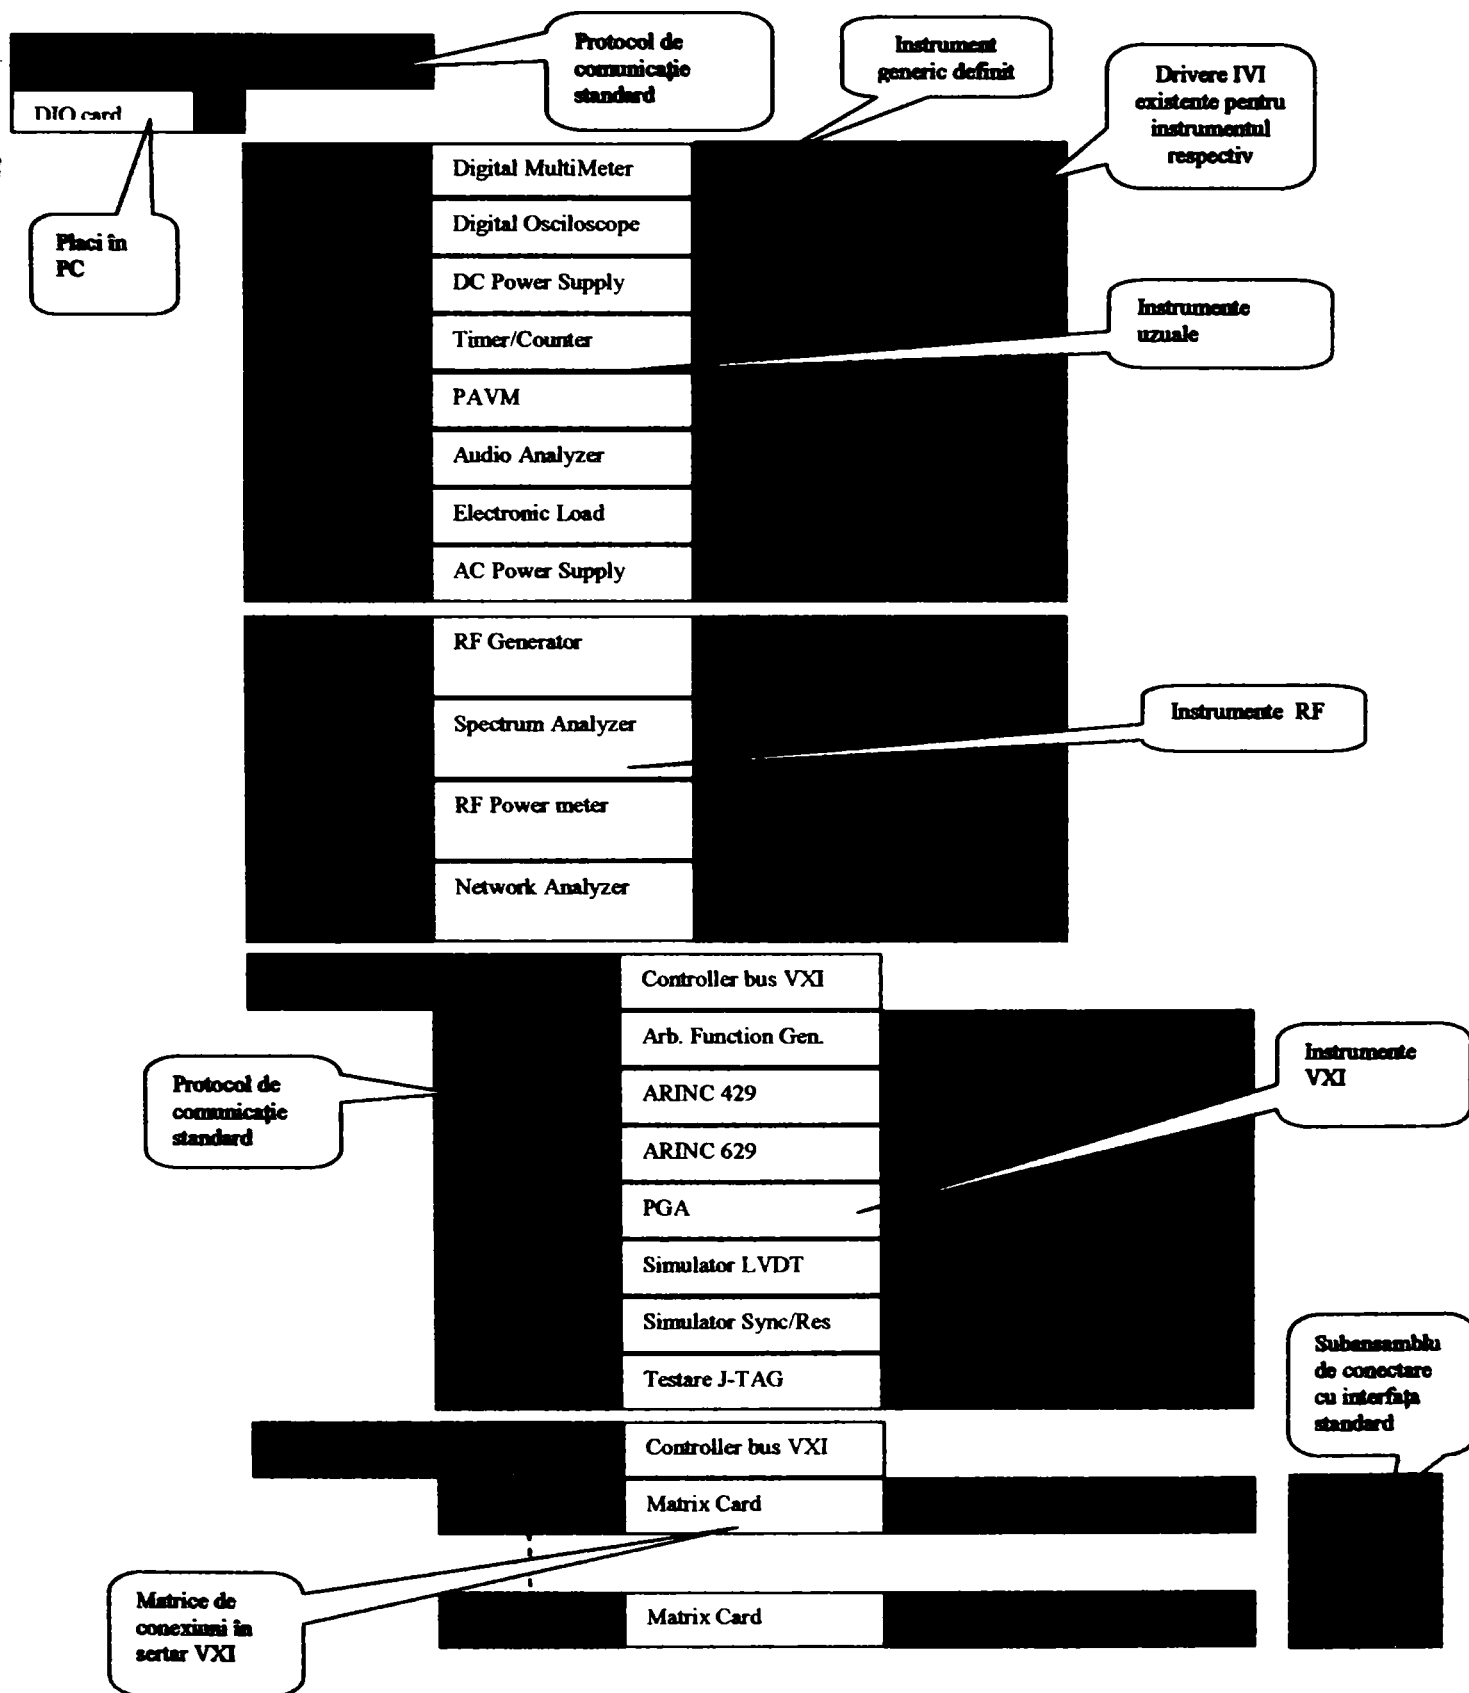 Protocol de
comunicație
standard
Instrument
generic definit
Drivere IVI
existente pentru
instrumentul
respectiv
DIO card
Placi în
PC
Digital MultiMeter
Digital Osciloscope
DC Power Supply
Timer/Counter
PAVM
Audio Analyzer
Electronic Load
AC Power Supply
Instrumente
uzuale
RF Generator
Spectrum Analyzer
RF Power meter
Network Analyzer
Instrumente RF
Controller bus VXI
Arb. Function Gen.
ARINC 429
ARINC 629
PGA
Simulator LVDT
Simulator Sync/Res
Testare J-TAG
Protocol de
comunicație
standard
Instrumente
VXI
Subansamblu
de conectare
cu interfața
standard
Controller bus VXI
Matrix Card
Matrix Card
Matrice de
conexiuni în
sertar VXI